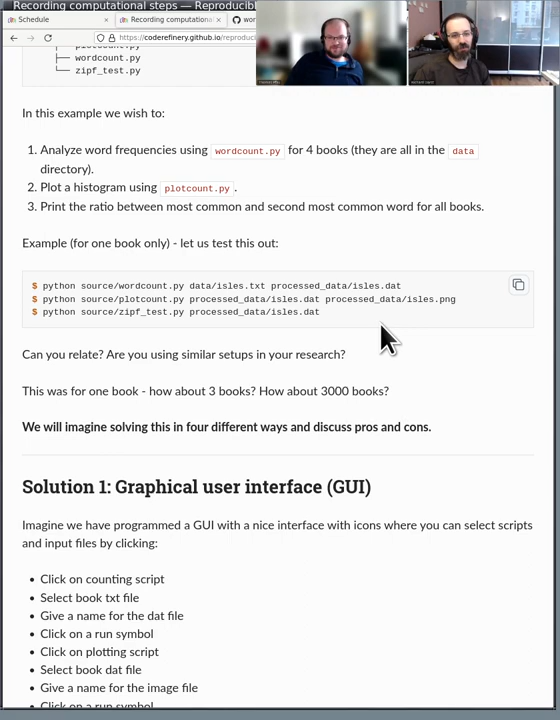 Recording computational steps — Reproducib
Schedule
Recording computational
wor
https://coderefinery.github.io/reproduci
plotcount.py
├── wordcount.py
└── zipf_test.py
In this example we wish to:
1. Analyze word frequencies using wordcount.py for 4 books (they are all in the data
directory).
2. Plot a histogram using plotcount.py.
3. Print the ratio between most common and second most common word for all books.
Example (for one book only) - let us test this out:
$ python source/wordcount.py data/isles.txt processed_data/isles.dat
$ python source/plotcount.py processed_data/isles.dat processed_data/isles.png
$ python source/zipf_test.py processed_data/isles.dat
Can you relate? Are you using similar setups in your research?
This was for one book - how about 3 books? How about 3000 books?
We will imagine solving this in four different ways and discuss pros and cons.
Solution 1: Graphical user interface (GUI)
Imagine we have programmed a GUI with a nice interface with icons where you can select scripts
and input files by clicking:
• Click on counting script
• Select book txt file
• Give a name for the dat file
• Click on a run symbol
• Click on plotting script
• Select book dat file
• Give a name for the image file
• Click on a run symbol